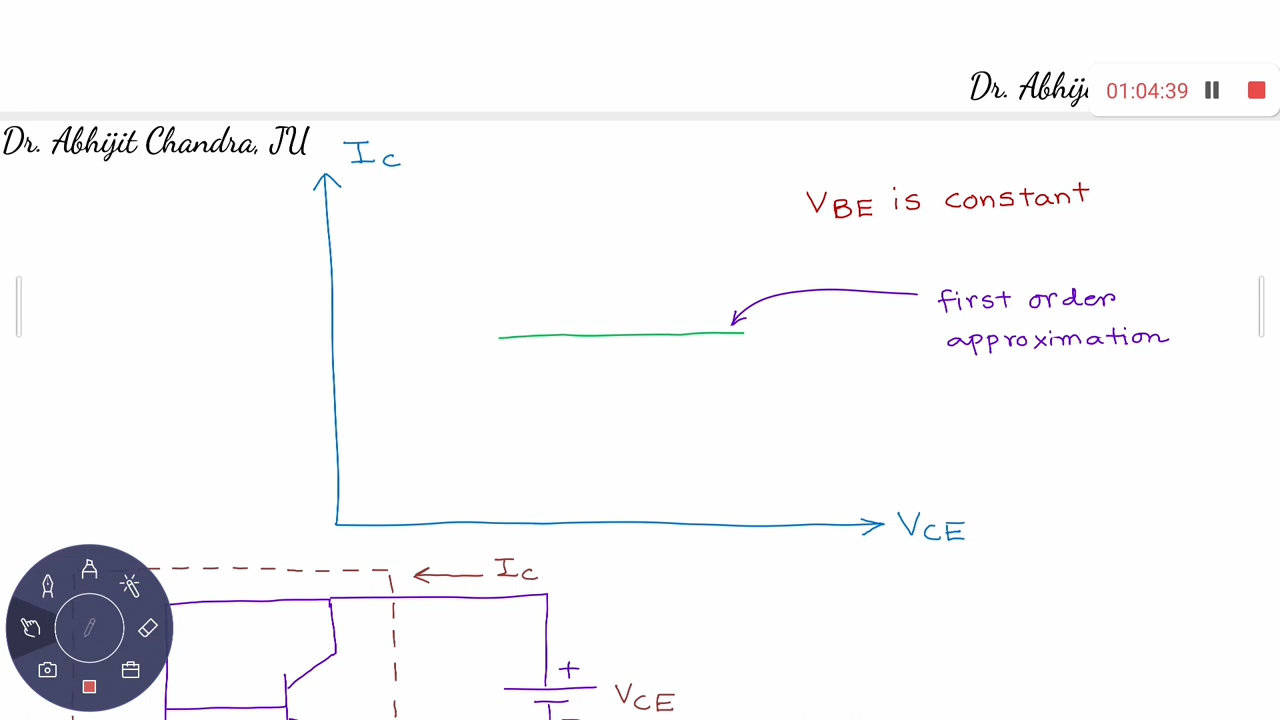 Dr. Abhij
01:04:39
Dr. Abhijit Chandra, JU
Ic
VBE is constant
first order
approximation
VCE
Ic
+
VCE